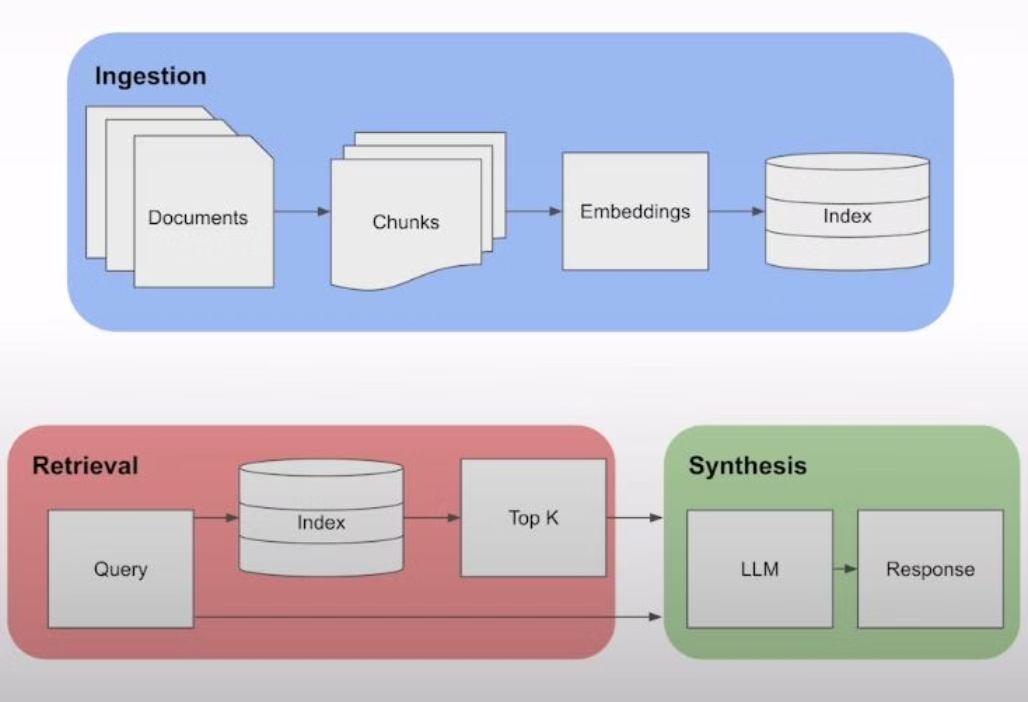 Ingestion
Documents
Chunks
Embeddings
Index
Retrieval
Query
Index
Top K
Synthesis
LLM
Response